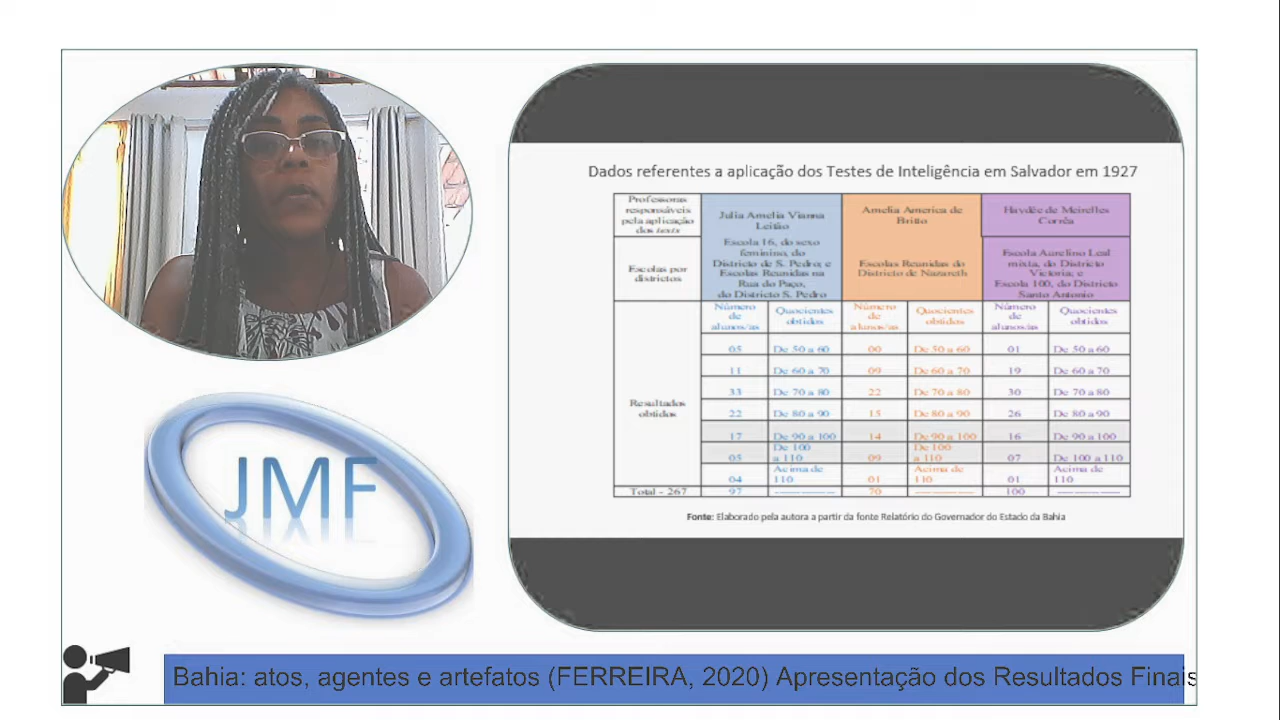 Dados referentes a aplicação dos Testes de Inteligência em Salvador em 1927
Professoras
responsáveis
pela aplicação
dos tests
Julia Amelia Vianna
Leitão
Amelia America de
Britto
Haydêe de Meirelles
Corrêa
Escolas por
districtos
Escola 16, do sexo
feminino, do
Districto de S. Pedro; e
Escolas Reunidas na
Rua do Paço,
do Districto S. Pedro
Escolas Reunidas do
Districto de Nazareth
Escola Aurelino Leal
mixta, do Districto
Victoria; e
Escola 100, do Districto
Santo Antonio
Resultados
obtidos
Número
de
alunos/as
Quocientes
obtidos
Número
de
alunos/as
Quocientes
obtidos
Número
de
alunos/as
Quocientes
obtidos
05 De 50 a 60 00 De 50 a 60 01 De 50 a 60
11 De 60 a 70 09 De 60 a 70 19 De 60 a 70
33 De 70 a 80 22 De 70 a 80 30 De 70 a 80
22 De 80 a 90 15 De 80 a 90 26 De 80 a 90
17 De 90 a 100 14 De 90 a 100 16 De 90 a 100
05 De 100 a 110 09 De 100 a 110 07 De 100 a 110
04 Acima de 110 01 Acima de 110 01 Acima de 110
Total - 267 97 ------------- 70 ------------- 100 -------------
Fonte: Elaborado pela autora a partir da fonte Relatório do Governador do Estado da Bahia
JMF
Bahia: atos, agentes e artefatos (FERREIRA, 2020) Apresentação dos Resultados Finais